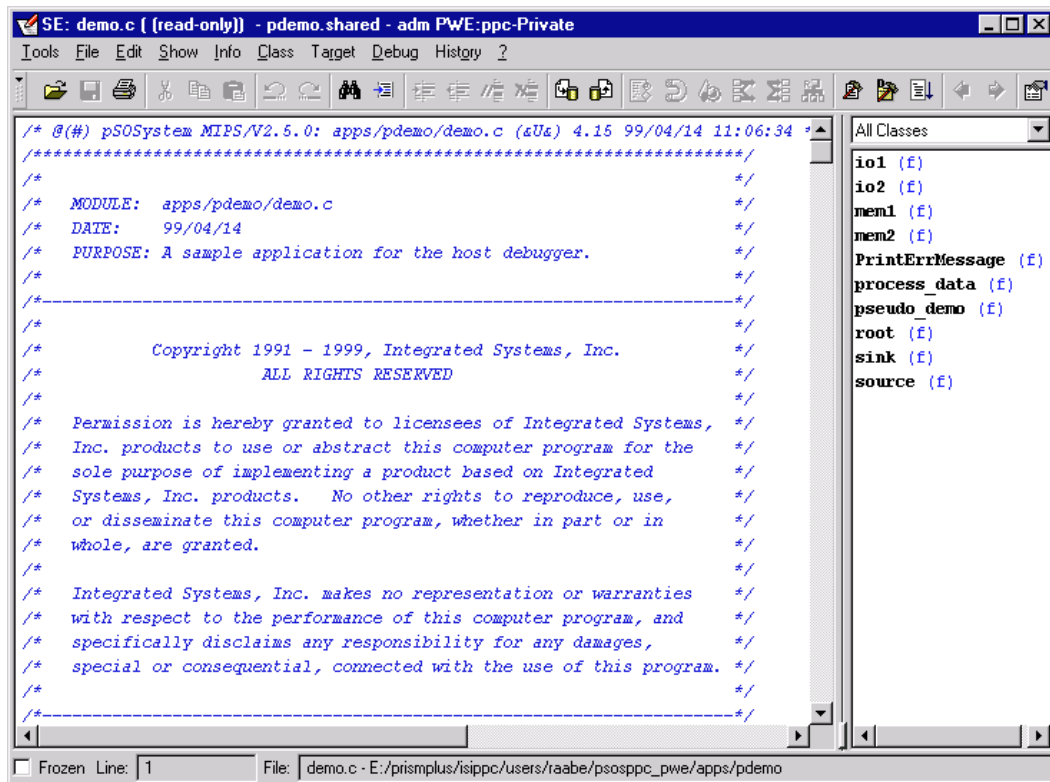 SE: demo.c ( (read-only)) - pdemo.shared - adm PWE:ppc-Private
Tools File Edit Show Info Class Target Debug History ?
/* @(#) pSOSystem MIPS/V2.5.0: apps/pdemo/demo.c (&U&) 4.15 99/04/14 11:06:34 *
/***********************************************************************/
/* */
/* MODULE: apps/pdemo/demo.c */
/* DATE: 99/04/14 */
/* PURPOSE: A sample application for the host debugger. */
/* */
/*---------------------------------------------------------------------*/
/* */
/* Copyright 1991 - 1999, Integrated Systems, Inc. */
/* ALL RIGHTS RESERVED */
/* */
/* Permission is hereby granted to licensees of Integrated Systems, */
/* Inc. products to use or abstract this computer program for the */
/* sole purpose of implementing a product based on Integrated */
/* Systems, Inc. products. No other rights to reproduce, use, */
/* or disseminate this computer program, whether in part or in */
/* whole, are granted. */
/* */
/* Integrated Systems, Inc. makes no representation or warranties */
/* with respect to the performance of this computer program, and */
/* specifically disclaims any responsibility for any damages, */
/* special or consequential, connected with the use of this program. */
/* */
/*---------------------------------------------------------------------*/
All Classes
io1 (f)
io2 (f)
mem1 (f)
mem2 (f)
PrintErrMessage (f)
process_data (f)
pseudo_demo (f)
root (f)
sink (f)
source (f)
Frozen Line: 1 File: demo.c - E:/prismplus/isippc/users/raabe/psosppc_pwe/apps/pdemo